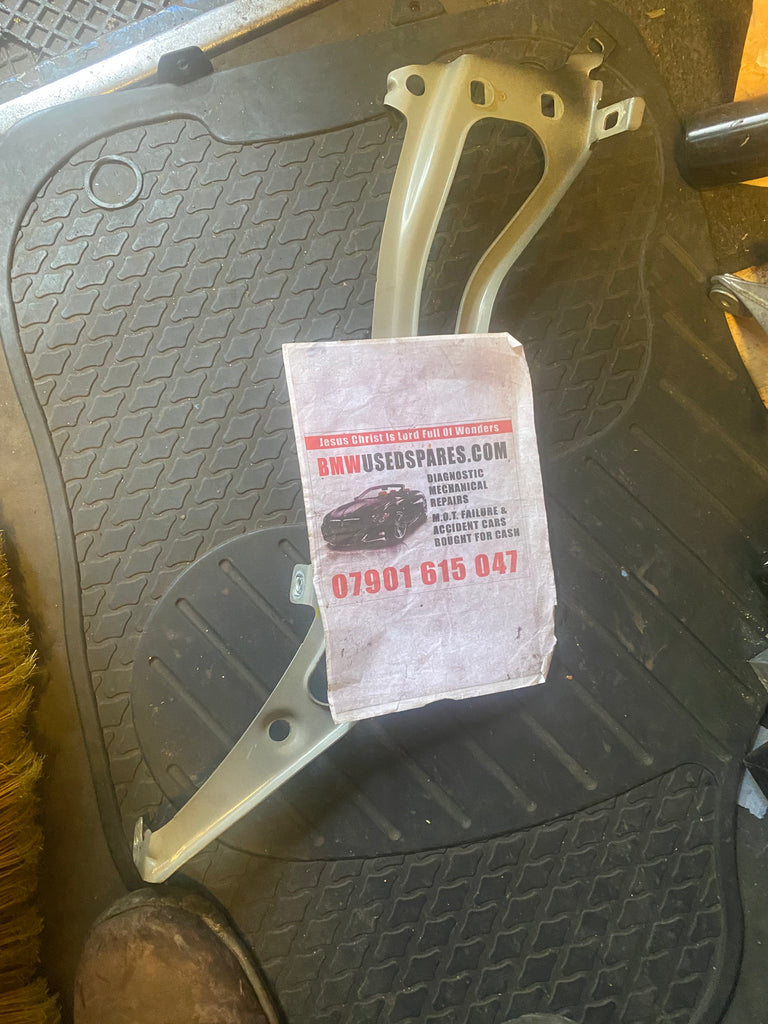 Jesus Christ Is Lord Full Of Wonders
BMWUSEDSPARES.COM
DIAGNOSTIC
MECHANICAL
REPAIRS
M.O.T. FAILURE &
ACCIDENT CARS
BOUGHT FOR CASH
07901 615 047